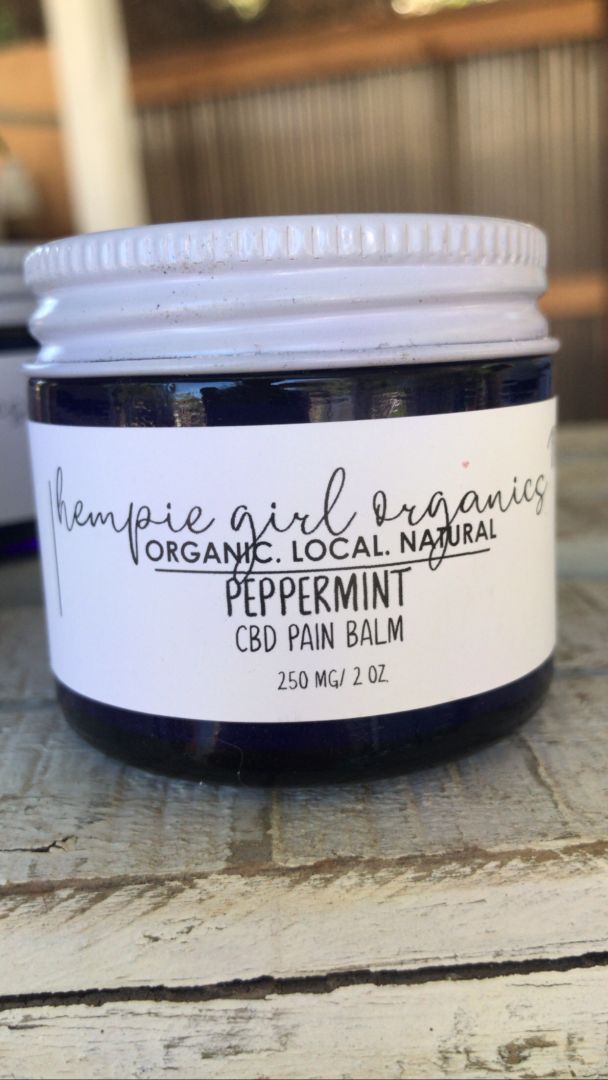 hempie girl organics
ORGANIC. LOCAL. NATURAL
PEPPERMINT
CBD PAIN BALM
250 MG/ 2 OZ.